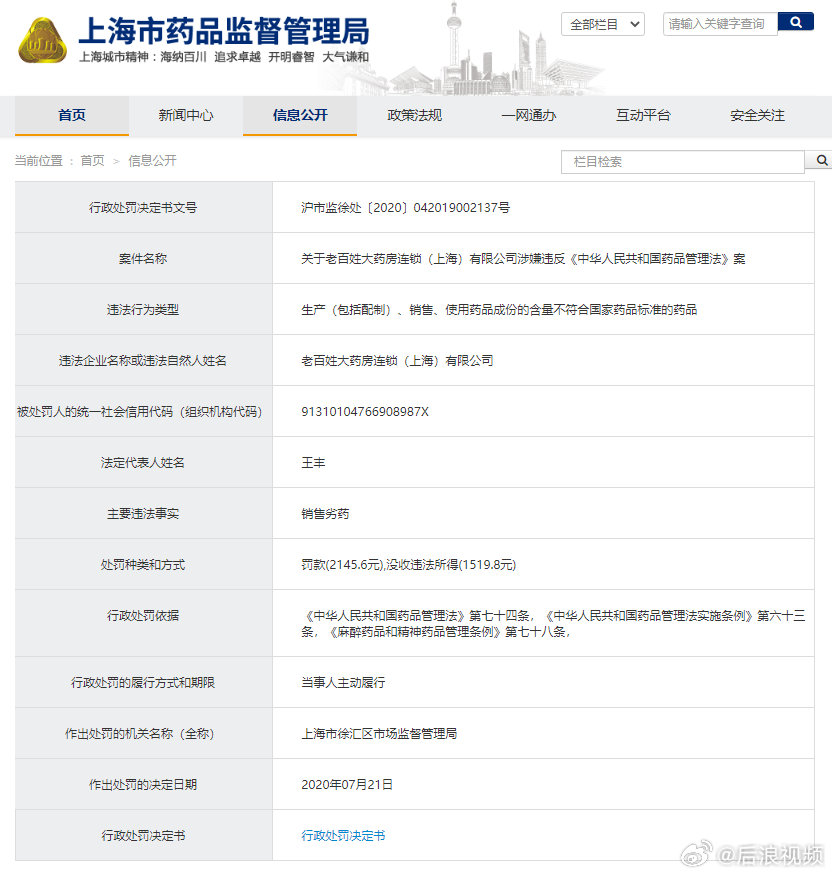 上海市药品监督管理局
上海城市精神：海纳百川 追求卓越 开明睿智 大气谦和
全部栏目
请输入关键字查询
首页 新闻中心 信息公开 政策法规 一网通办 互动平台 安全关注
当前位置 ： 首页 > 信息公开
栏目检索
行政处罚决定书文号 沪市监徐处〔2020〕042019002137号
案件名称 关于老百姓大药房连锁（上海）有限公司涉嫌违反《中华人民共和国药品管理法》案
违法行为类型 生产（包括配制）、销售、使用药品成份的含量不符合国家药品标准的药品
违法企业名称或违法自然人姓名 老百姓大药房连锁（上海）有限公司
被处罚人的统一社会信用代码（组织机构代码） 91310104766908987X
法定代表人姓名 王丰
主要违法事实 销售劣药
处罚种类和方式 罚款(2145.6元),没收违法所得(1519.8元)
行政处罚依据 《中华人民共和国药品管理法》第七十四条，《中华人民共和国药品管理法实施条例》第六十三
条，《麻醉药品和精神药品管理条例》第七十八条，
行政处罚的履行方式和期限 当事人主动履行
作出处罚的机关名称（全称） 上海市徐汇区市场监督管理局
作出处罚的决定日期 2020年07月21日
行政处罚决定书 行政处罚决定书
@后浪视频